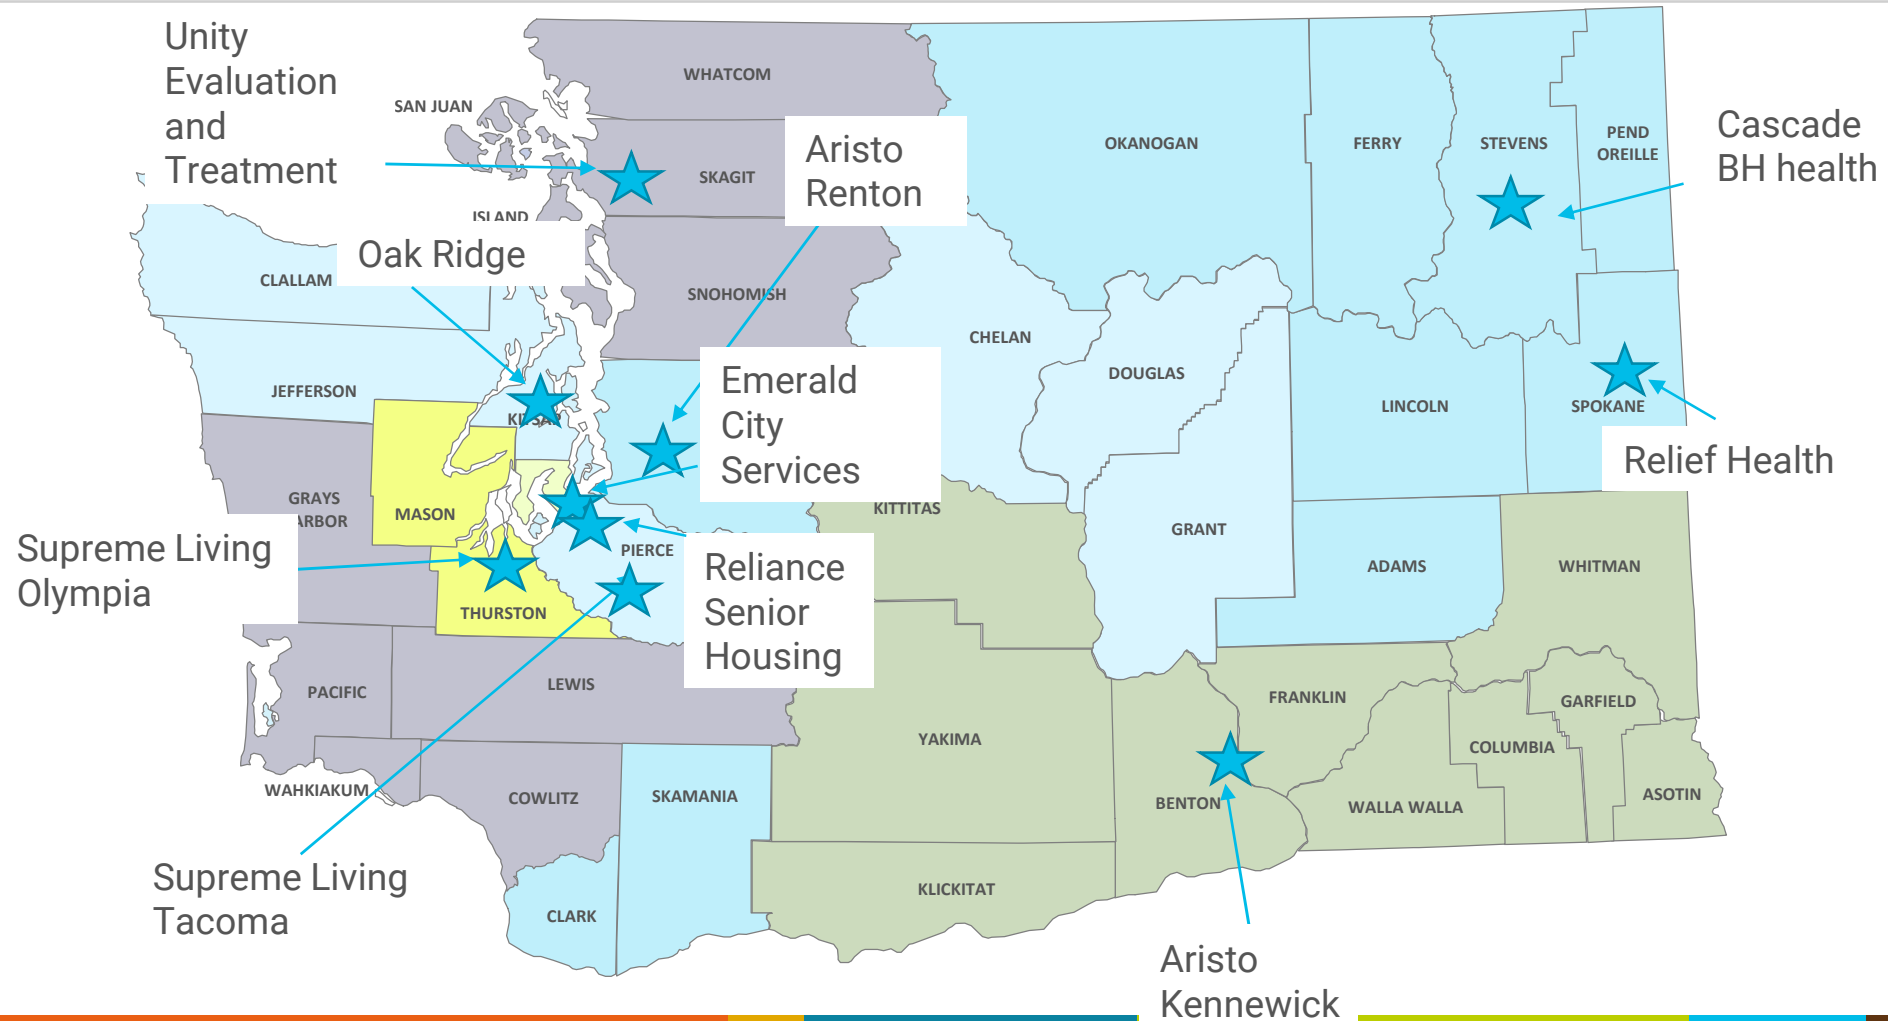 Unity
Evaluation
and
Treatment
WHATCOM
SAN JUAN
SKAGIT
ISLAND
Aristo
Renton
OKANOGAN
FERRY
STEVENS
PEND
OREILLE
Cascade
BH health
Oak Ridge
CLALLAM
SNOHOMISH
CHELAN
DOUGLAS
JEFFERSON
KITSAP
Emerald
City
Services
LINCOLN
SPOKANE
Relief Health
GRAYS
ARBOR
MASON
KITTITAS
GRANT
Supreme Living
Olympia
PIERCE
Reliance
Senior
Housing
ADAMS
WHITMAN
THURSTON
PACIFIC
LEWIS
YAKIMA
FRANKLIN
GARFIELD
COLUMBIA
WAHKIAKUM
COWLITZ
SKAMANIA
BENTON
WALLA WALLA
ASOTIN
Supreme Living
Tacoma
CLARK
KLICKITAT
Aristo
Kennewick